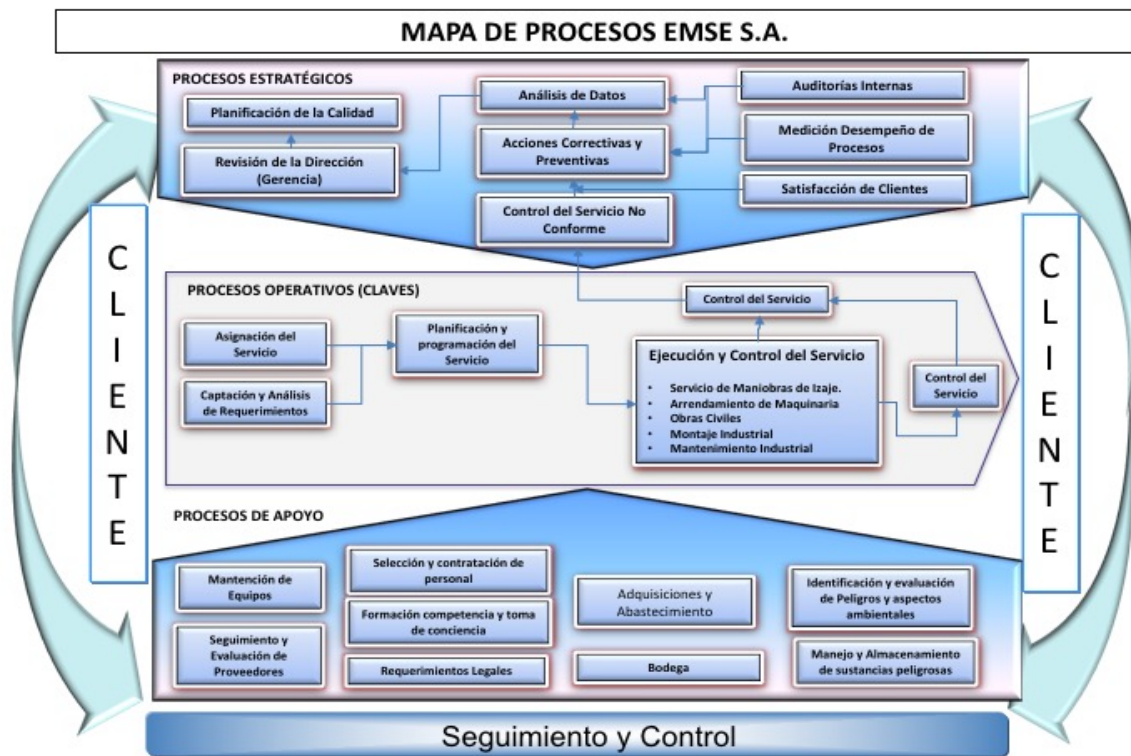 MAPA DE PROCESOS EMSE S.A.
PROCESOS ESTRATÉGICOS
Planificación de la Calidad
Revisión de la Dirección
(Gerencia)
Análisis de Datos
Acciones Correctivas y
Preventivas
Control del Servicio No
Conforme
Auditorías Internas
Medición Desempeño de
Procesos
Satisfacción de Clientes
CLIENTE
PROCESOS OPERATIVOS (CLAVES)
Asignación del
Servicio
Captación y Análisis
de Requerimientos
Planificación y
programación del
Servicio
Control del Servicio
Ejecución y Control del Servicio
• Servicio de Maniobras de Izaje.
• Arrendamiento de Maquinaria
• Obras Civiles
• Montaje Industrial
• Mantenimiento Industrial
Control del
Servicio
CLIENTE
PROCESOS DE APOYO
Mantención de
Equipos
Seguimiento y
Evaluación de
Proveedores
Selección y contratación de
personal
Formación competencia y toma
de conciencia
Requerimientos Legales
Adquisiciones y
Abastecimiento
Bodega
Identificación y evaluación
de Peligros y aspectos
ambientales
Manejo y Almacenamiento
de sustancias peligrosas
Seguimiento y Control